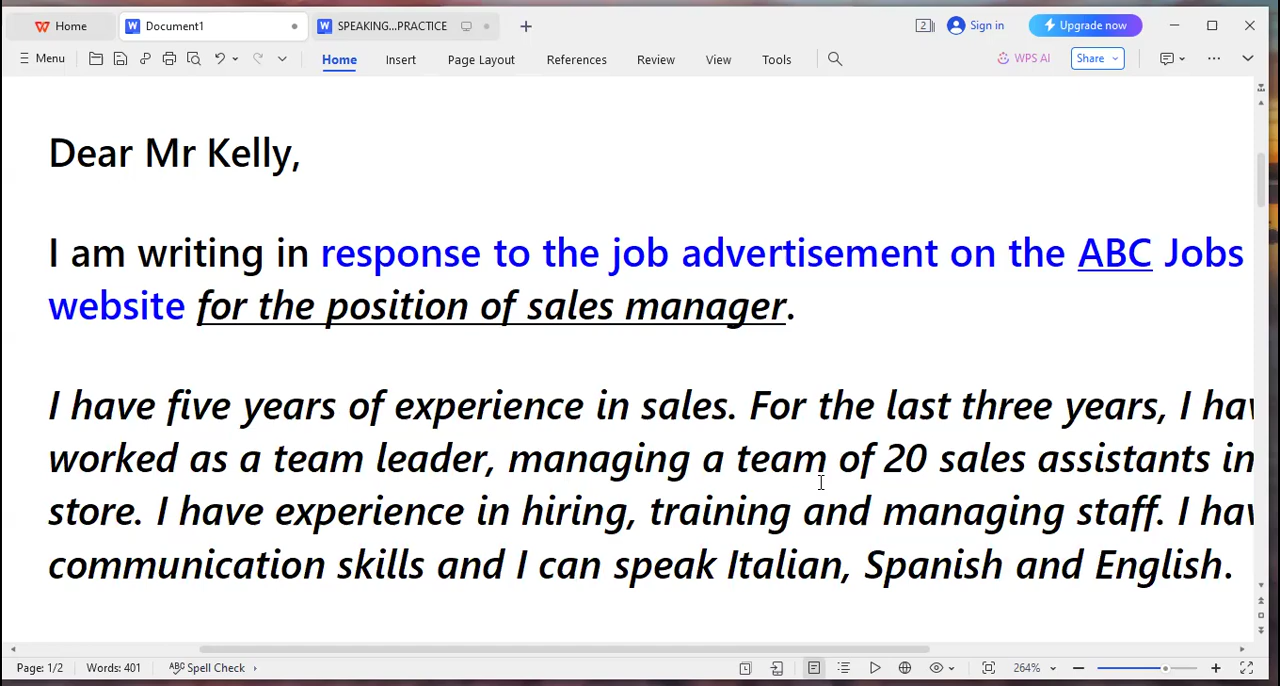 Home
Document1
SPEAKING...PRACTICE
2
Sign in
Upgrade now
Menu
Home
Insert
Page Layout
References
Review
View
Tools
WPS AI
Share
Dear Mr Kelly,
I am writing in response to the job advertisement on the ABC Jobs
website for the position of sales manager.
I have five years of experience in sales. For the last three years, I
worked as a team leader, managing a team of 20 sales assistants in
store. I have experience in hiring, training and managing staff. I
communication skills and I can speak Italian, Spanish and English.
Page: 1/2
Words: 401
Spell Check
264%